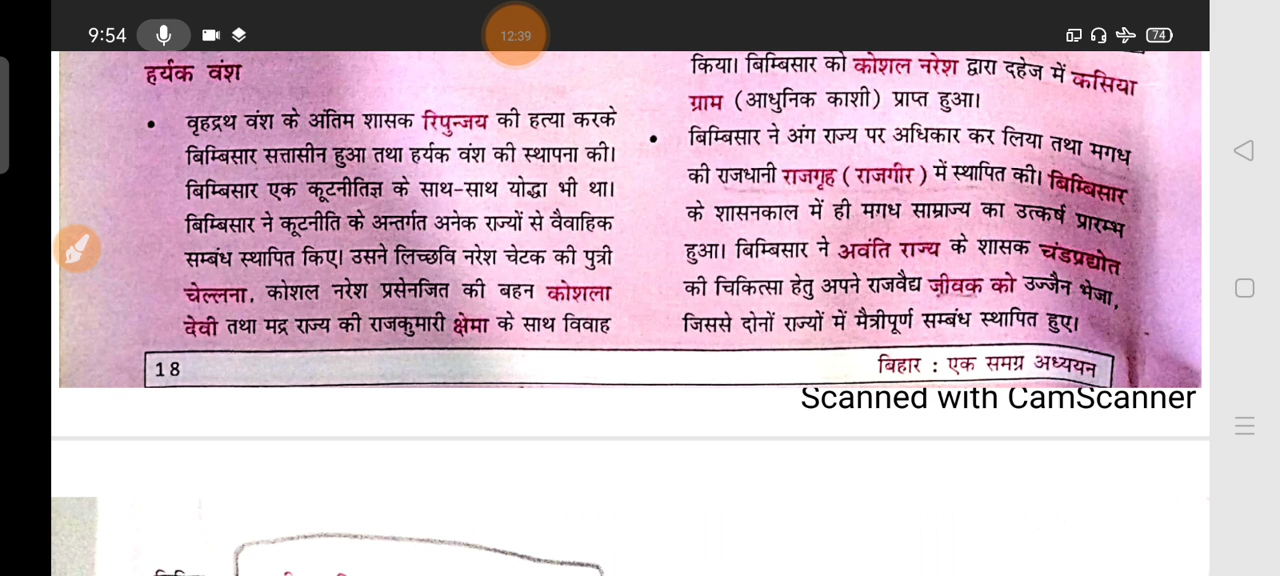 9:54
12:39
74
हर्यक वंश
• वृहद्रथ वंश के अंतिम शासक रिपुन्जय की हत्या करके
बिम्बिसार सत्तासीन हुआ तथा हर्यक वंश की स्थापना की।
बिम्बिसार एक कूटनीतिज्ञ के साथ-साथ योद्धा भी था।
बिम्बिसार ने कूटनीति के अन्तर्गत अनेक राज्यों से वैवाहिक
सम्बंध स्थापित किए। उसने लिच्छवि नरेश चेटक की पुत्री
चेल्लना, कोशल नरेश प्रसेनजित की बहन कोशला
देवी तथा मद्र राज्य की राजकुमारी क्षेमा के साथ विवाह
किया। बिम्बिसार को कोशल नरेश द्वारा दहेज में कसिया
ग्राम (आधुनिक काशी) प्राप्त हुआ।
• बिम्बिसार ने अंग राज्य पर अधिकार कर लिया तथा मगध
की राजधानी राजगृह (राजगीर) में स्थापित की। बिम्बिसार
के शासनकाल में ही मगध साम्राज्य का उत्कर्ष प्रारम्भ
हुआ। बिम्बिसार ने अवंति राज्य के शासक चंडप्रद्योत
की चिकित्सा हेतु अपने राजवैद्य जीवक को उज्जैन भेजा,
जिससे दोनों राज्यों में मैत्रीपूर्ण सम्बंध स्थापित हुए।
18
बिहार : एक समग्र अध्ययन
Scanned with CamScanner